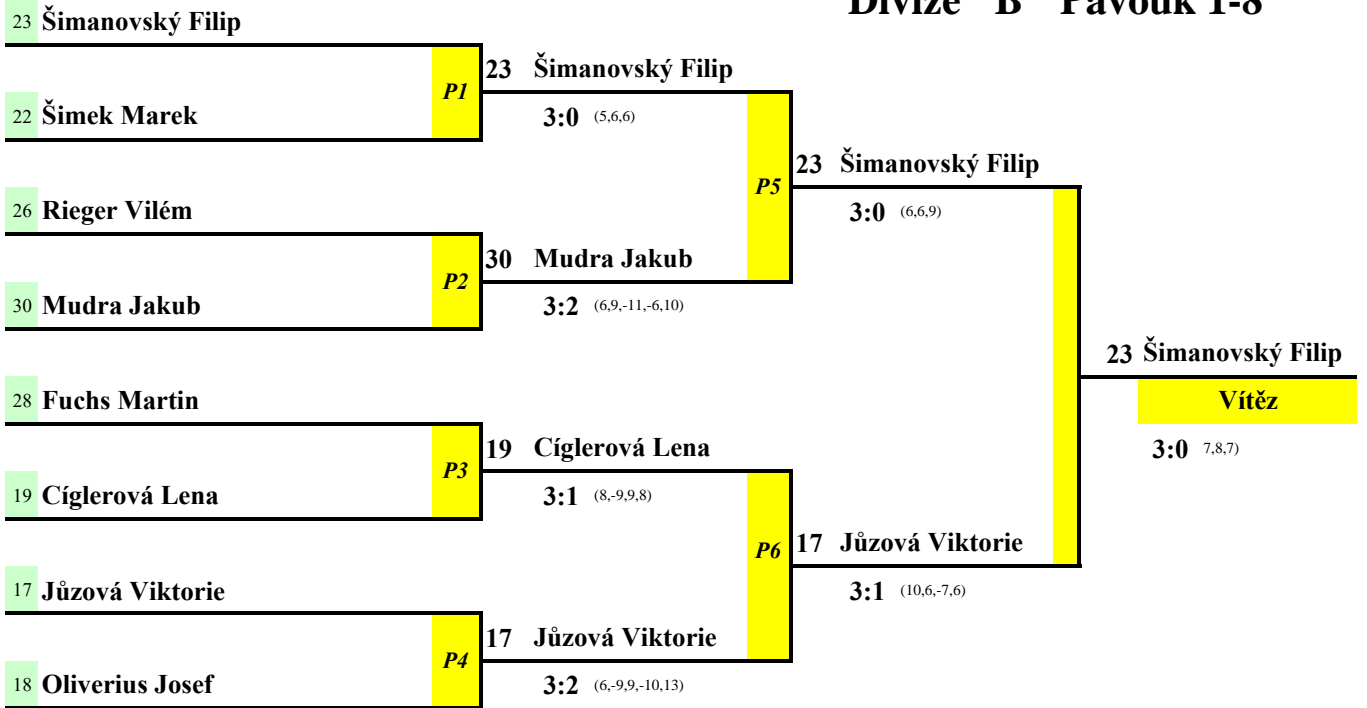 Divize "B" Pavouk 1-8
23 Šimanovský Filip
P1
23 Šimanovský Filip
22 Šimek Marek
3:0 (5,6,6)
P5
23 Šimanovský Filip
26 Rieger Vilém
3:0 (6,6,9)
P2
30 Mudra Jakub
30 Mudra Jakub
3:2 (6,9,-11,-6,10)
23 Šimanovský Filip
Vítěz
3:0 7,8,7)
28 Fuchs Martin
P3
19 Cíglerová Lena
19 Cíglerová Lena
3:1 (8,-9,9,8)
P6
17 Jůzová Viktorie
17 Jůzová Viktorie
3:1 (10,6,-7,6)
P4
17 Jůzová Viktorie
18 Oliverius Josef
3:2 (6,-9,9,-10,13)